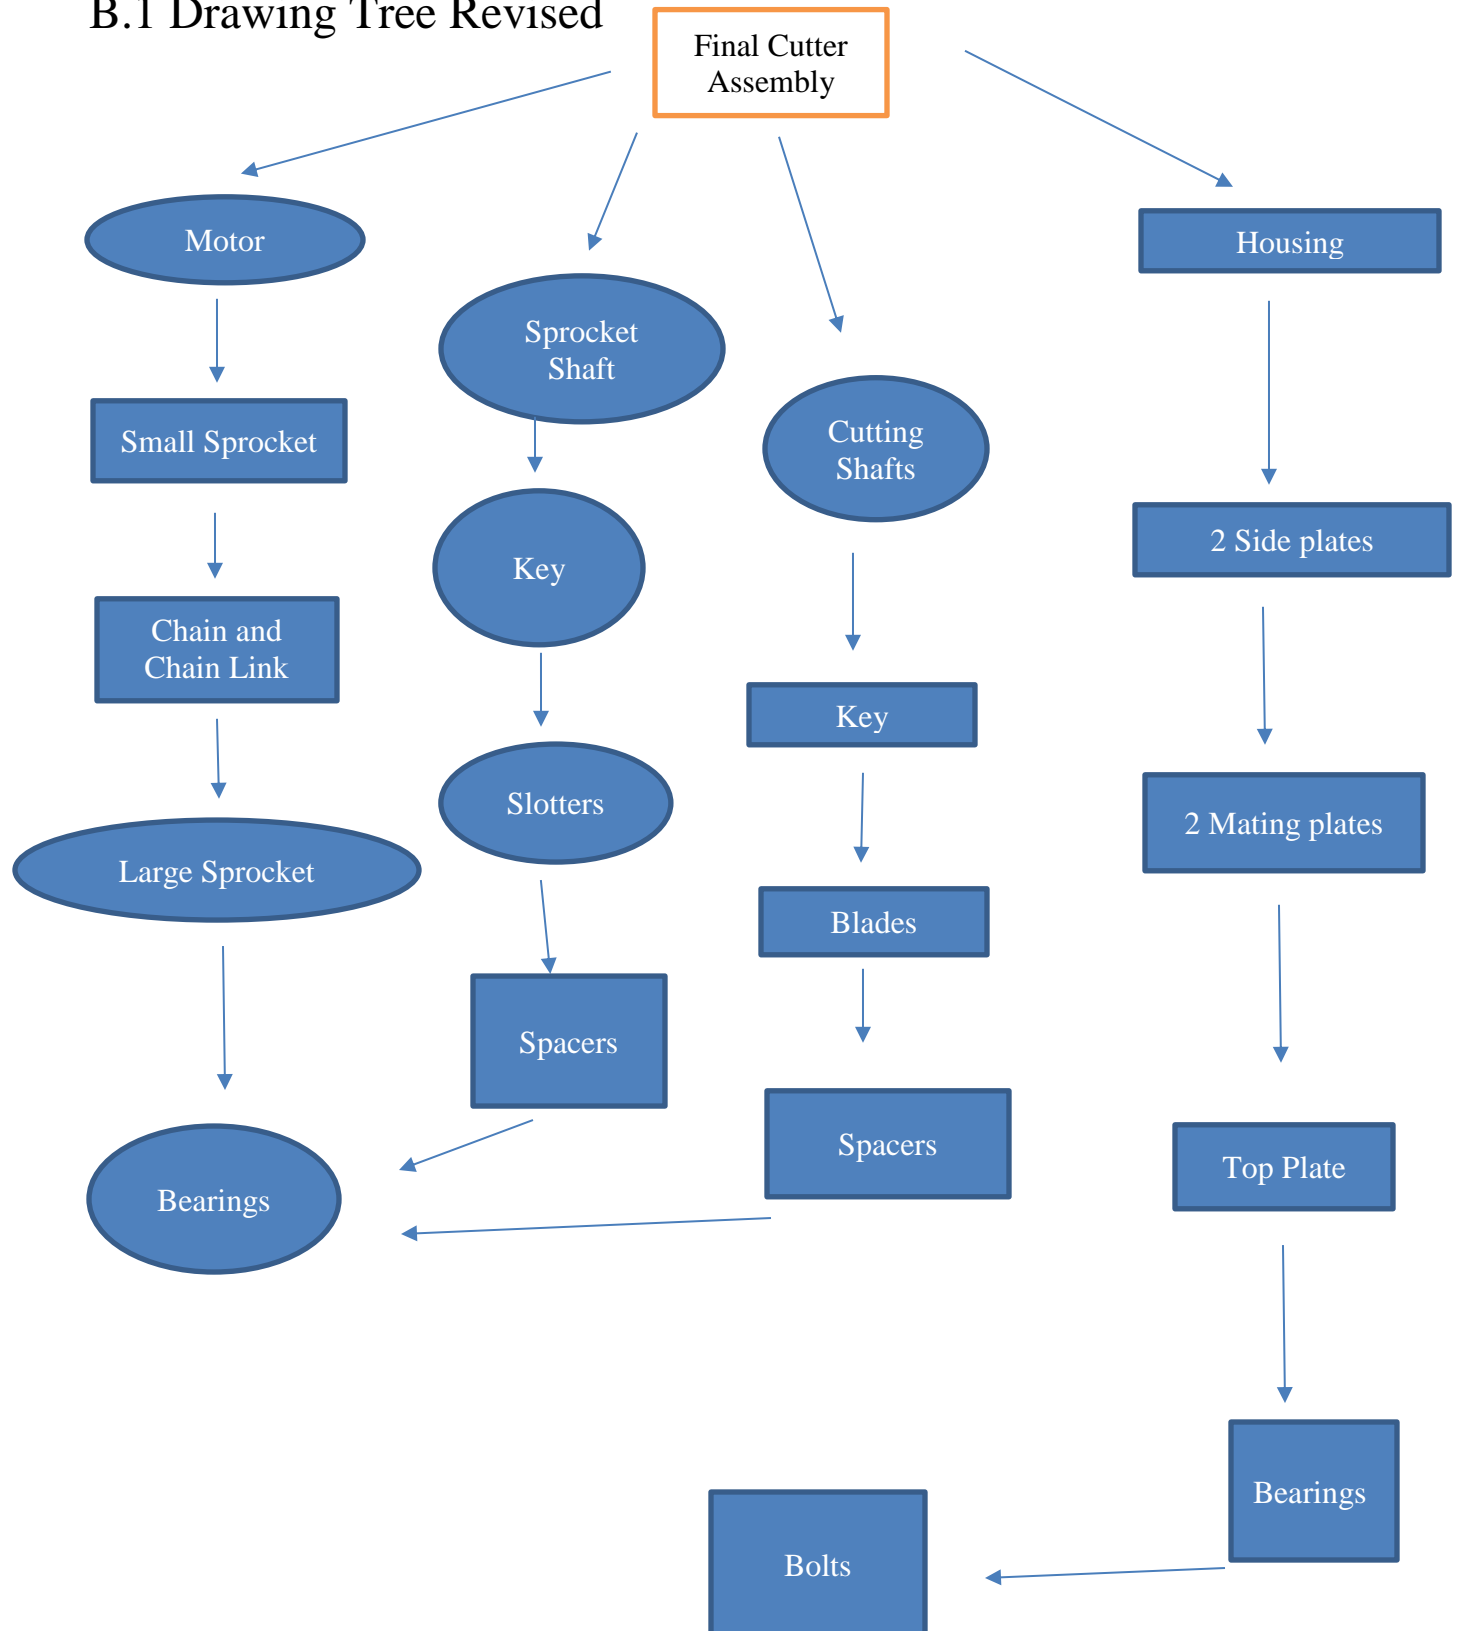 B.1 Drawing Tree Revised
Final Cutter
Assembly
Motor
Housing
Sprocket
Shaft
Cutting
Shafts
Small Sprocket
2 Side plates
Key
Chain and
Chain Link
Key
Slotters
2 Mating plates
Large Sprocket
Blades
Spacers
Spacers
Top Plate
Bearings
Bearings
Bolts